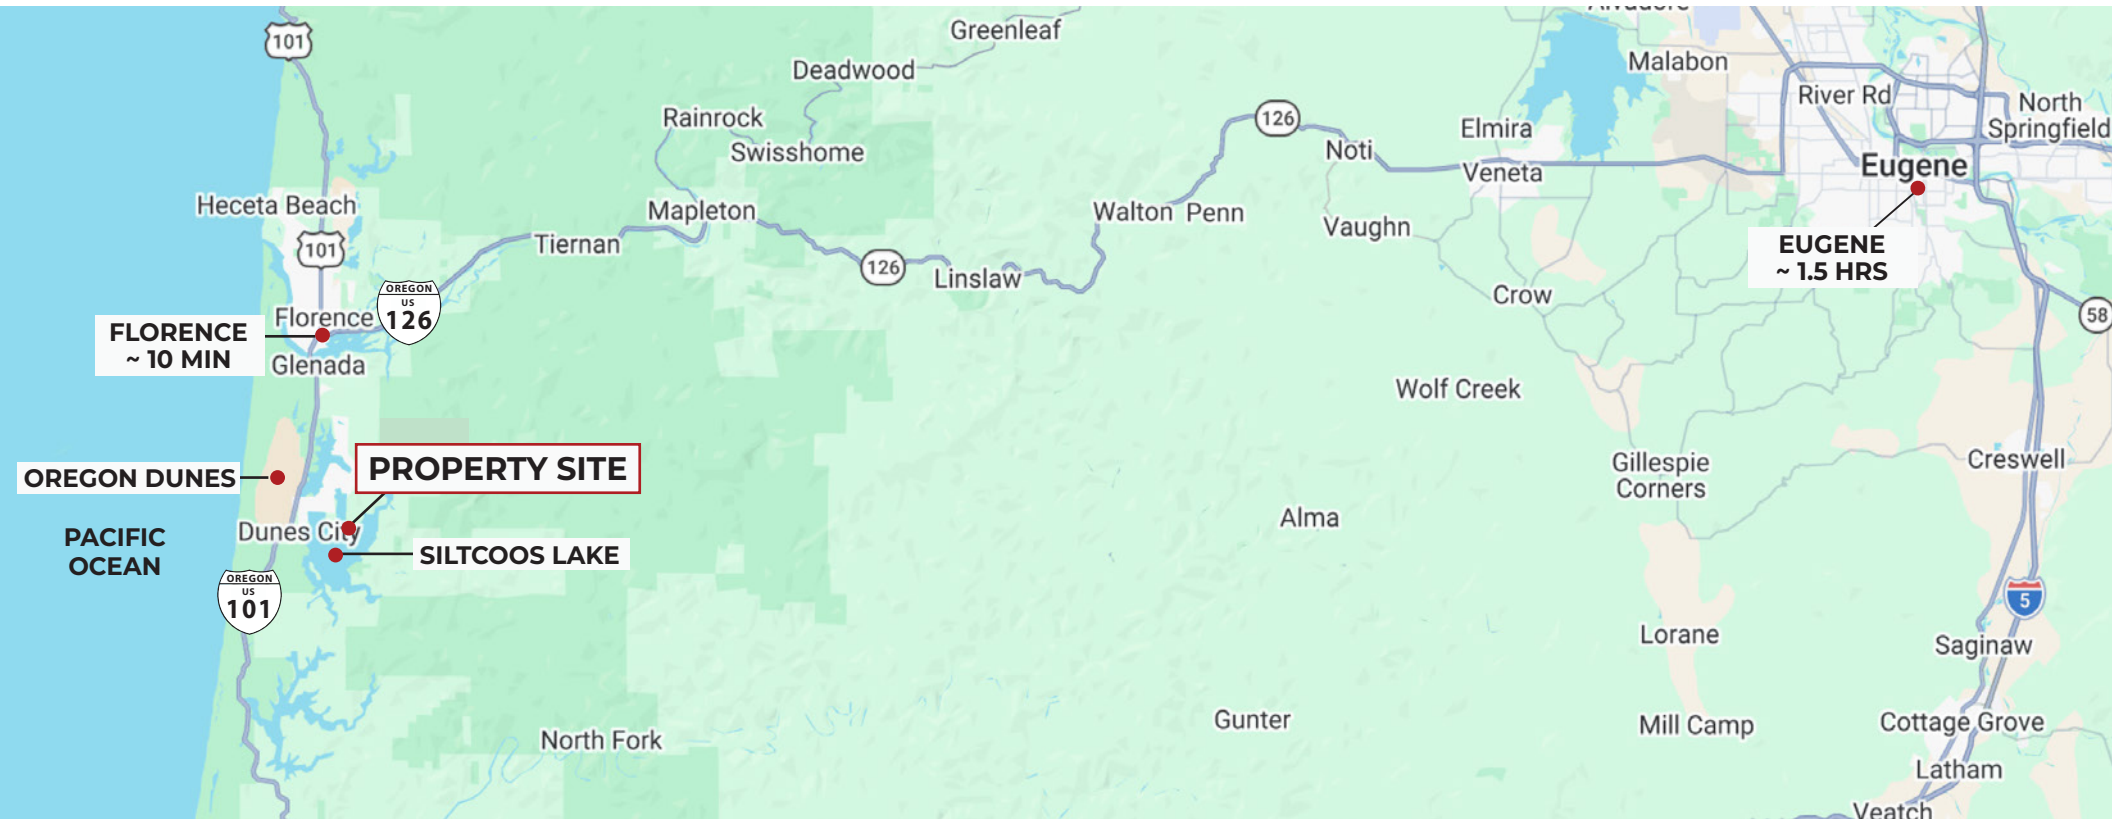 Alvadore
101
Greenleaf
Deadwood
Malabon
River Rd
North
Springfield
Rainrock
126
Elmira
Swisshome
Noti
Veneta
Eugene
Heceta Beach
Mapleton
Walton
Penn
Vaughn
101
Tiernan
EUGENE
~ 1.5 HRS
126
Linslaw
Crow
OREGON
US
126
58
Florence
FLORENCE
~ 10 MIN
Glenada
Wolf Creek
PROPERTY SITE
OREGON DUNES
Gillespie
Corners
Creswell
Alma
Dunes City
PACIFIC
OCEAN
SILTCOOS LAKE
OREGON
US
101
5
Lorane
Saginaw
North Fork
Gunter
Mill Camp
Cottage Grove
Latham
Veatch